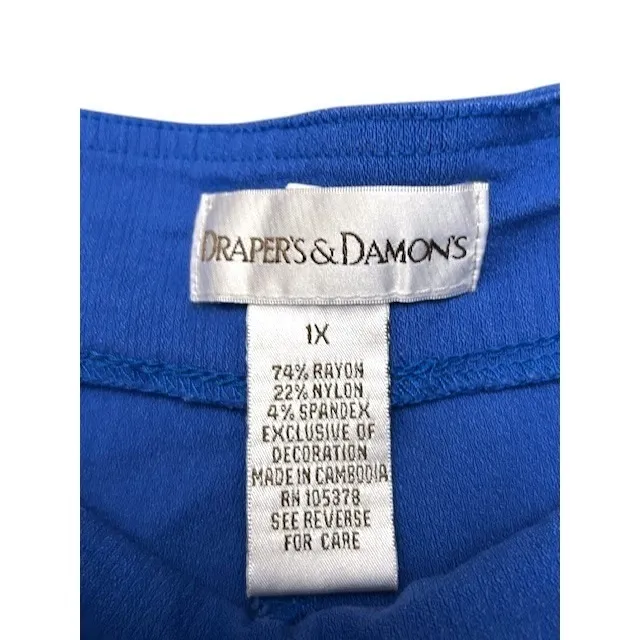 DRAPER'S & DAMON'S
1X
74% RAYON
22% NYLON
4% SPANDEX
EXCLUSIVE OF
DECORATION
MADE IN CAMBODIA
RN 105378
SEE REVERSE
FOR CARE